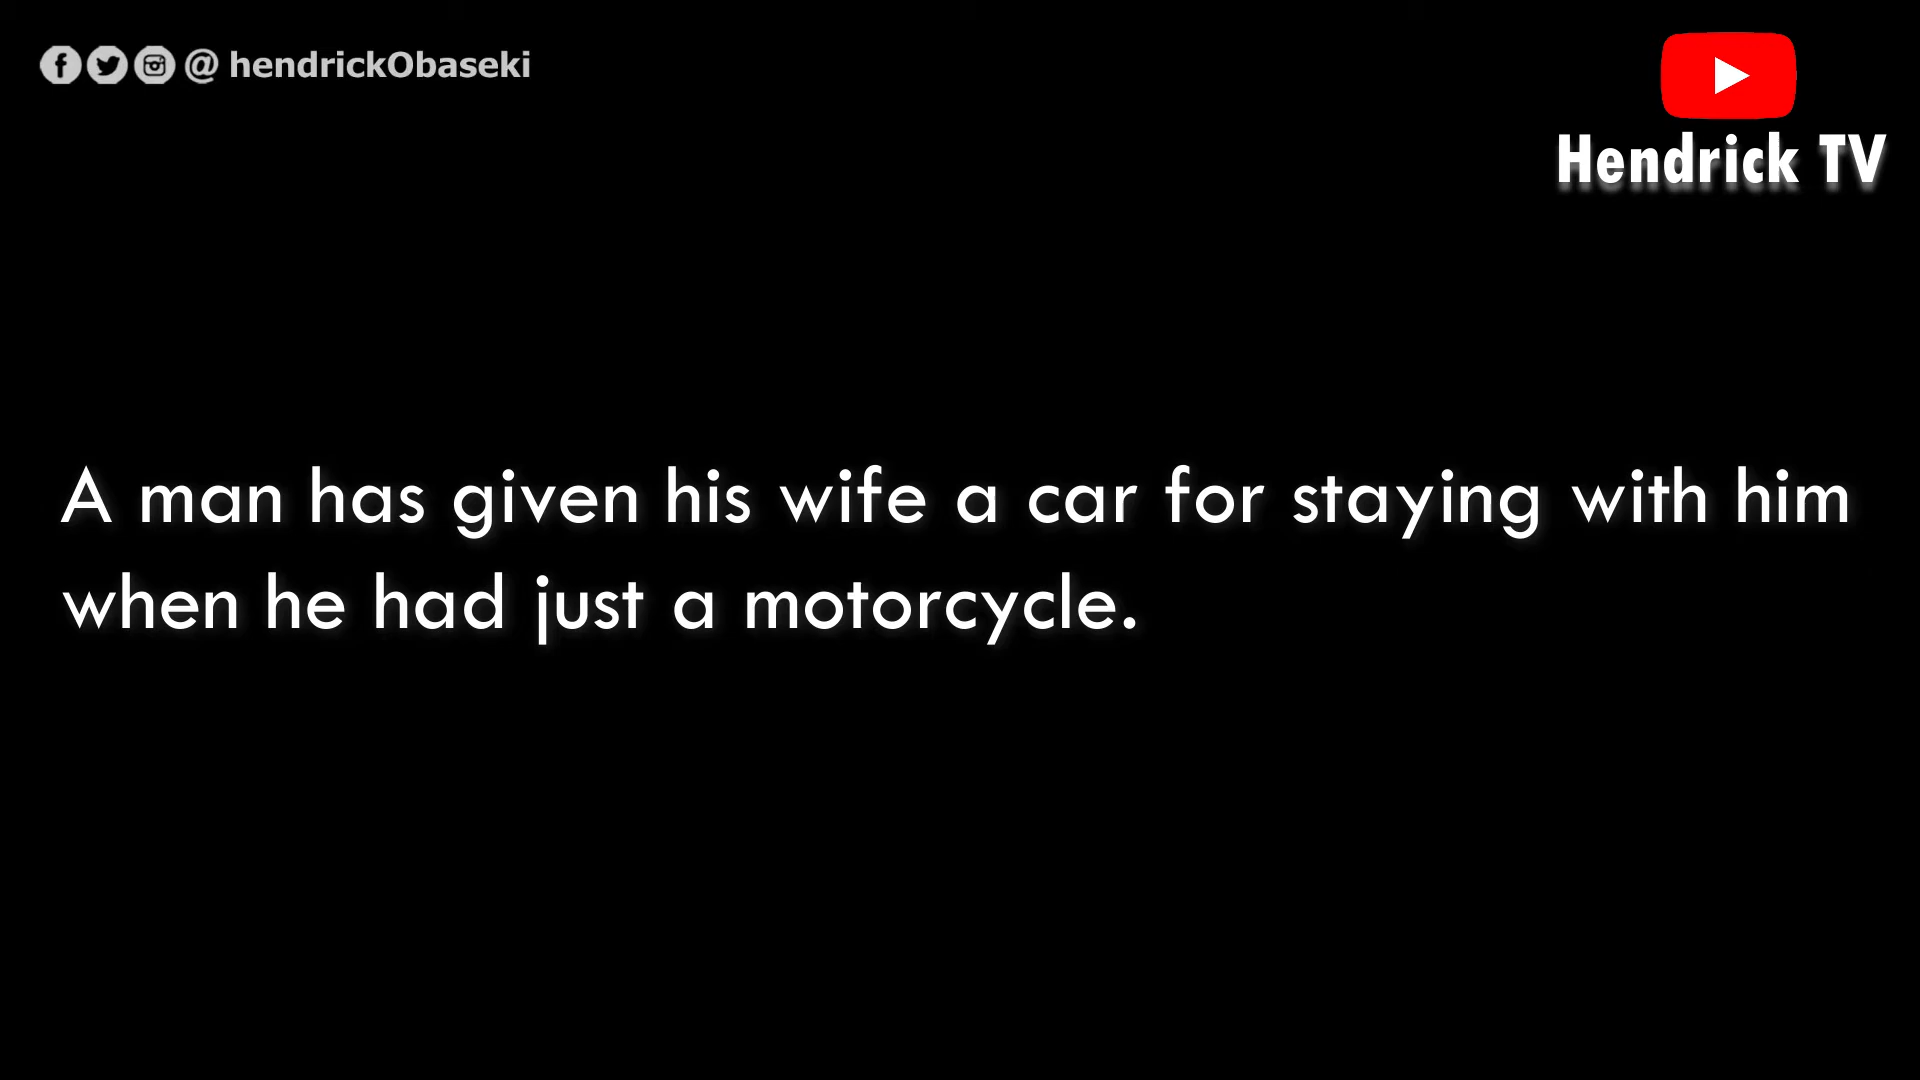 @ hendrickObaseki
Hendrick TV
A man has given his wife a car for staying with him
when he had just a motorcycle.